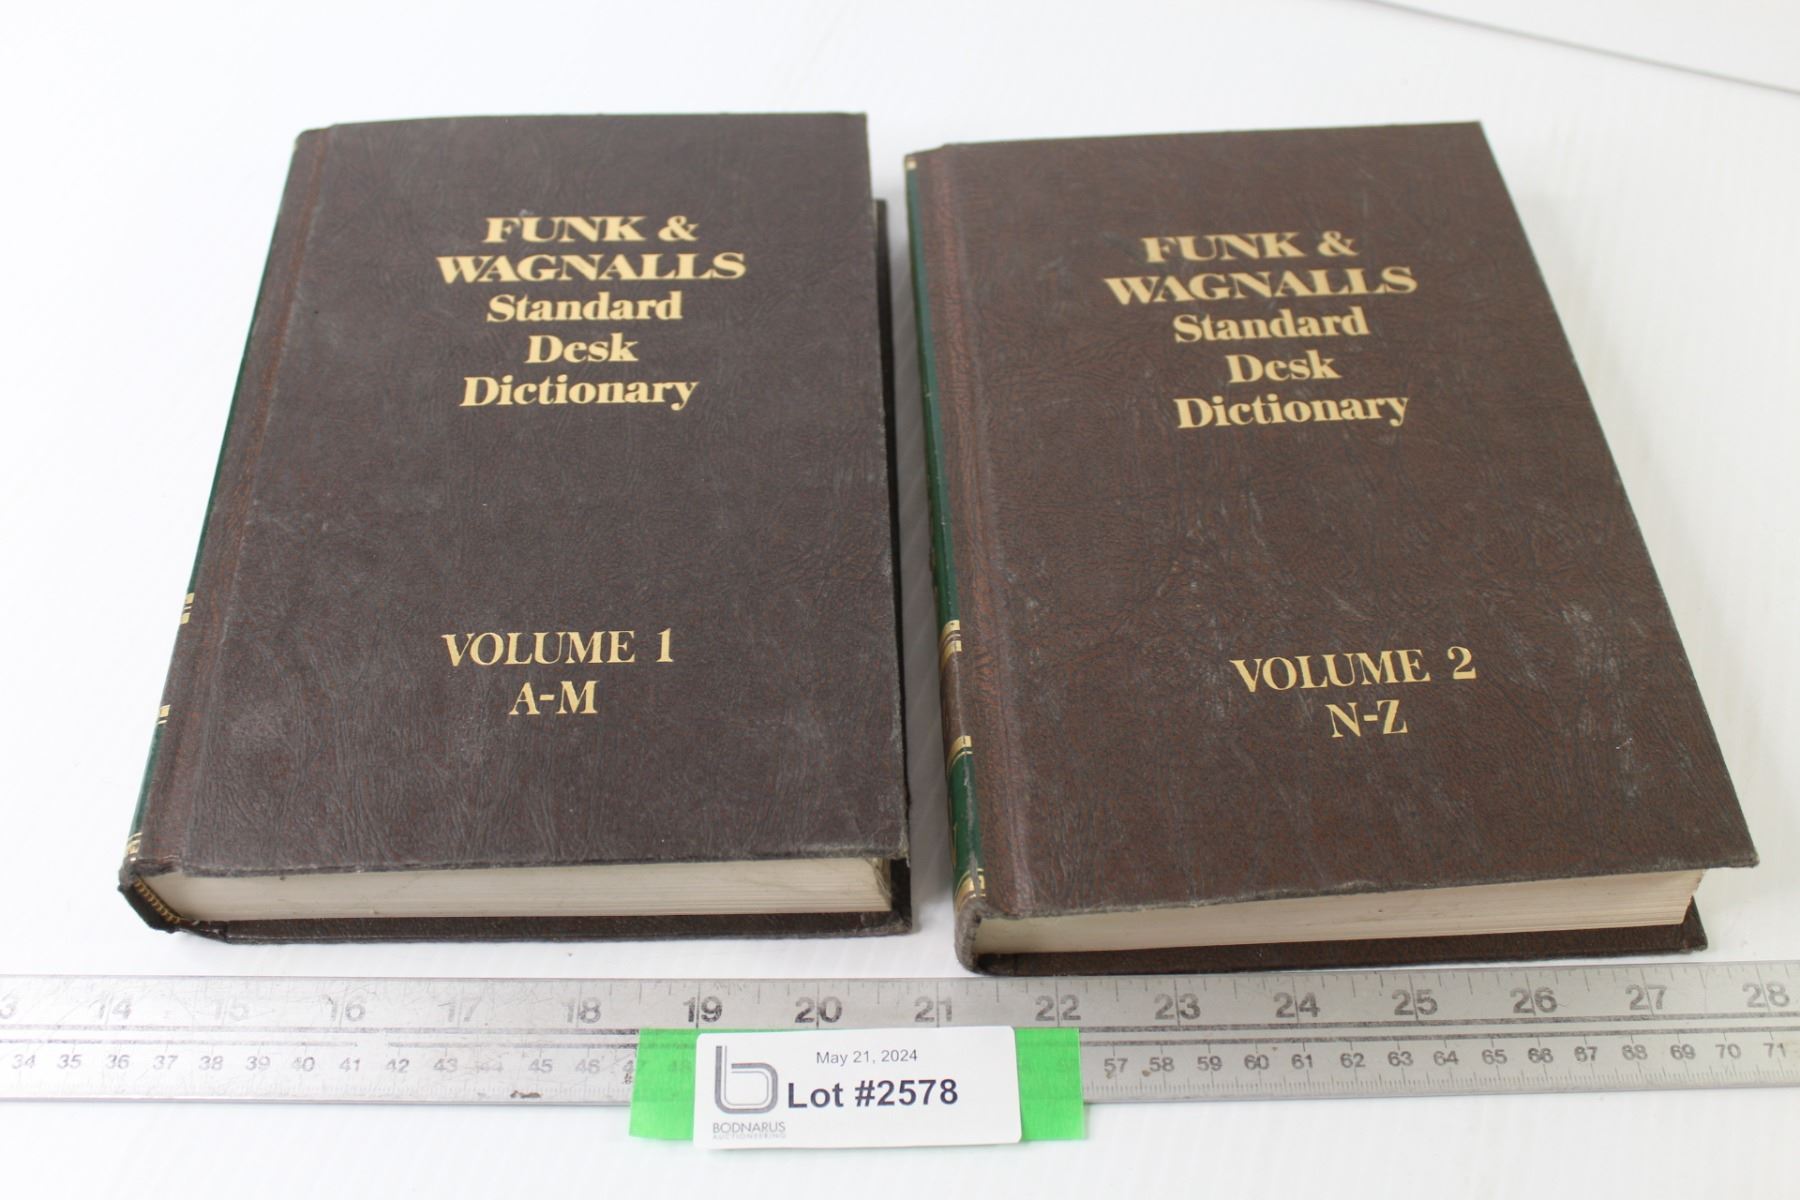 FUNK &
WAGNALLS
Standard
Desk
Dictionary
VOLUME 1
A-M
FUNK &
WAGNALLS
Standard
Desk
Dictionary
VOLUME 2
N-Z
14 15 16 17 18 19 20 21 22 23 24 25 26 27 28
34 35 36 37 38 39 40 41 42 43 44 45 46 57 58 59 60 61 62 63 64 65 66 67 68 69 70 71
May 21, 2024
Lot #2578
BODNARUS
AUCTIONEERING